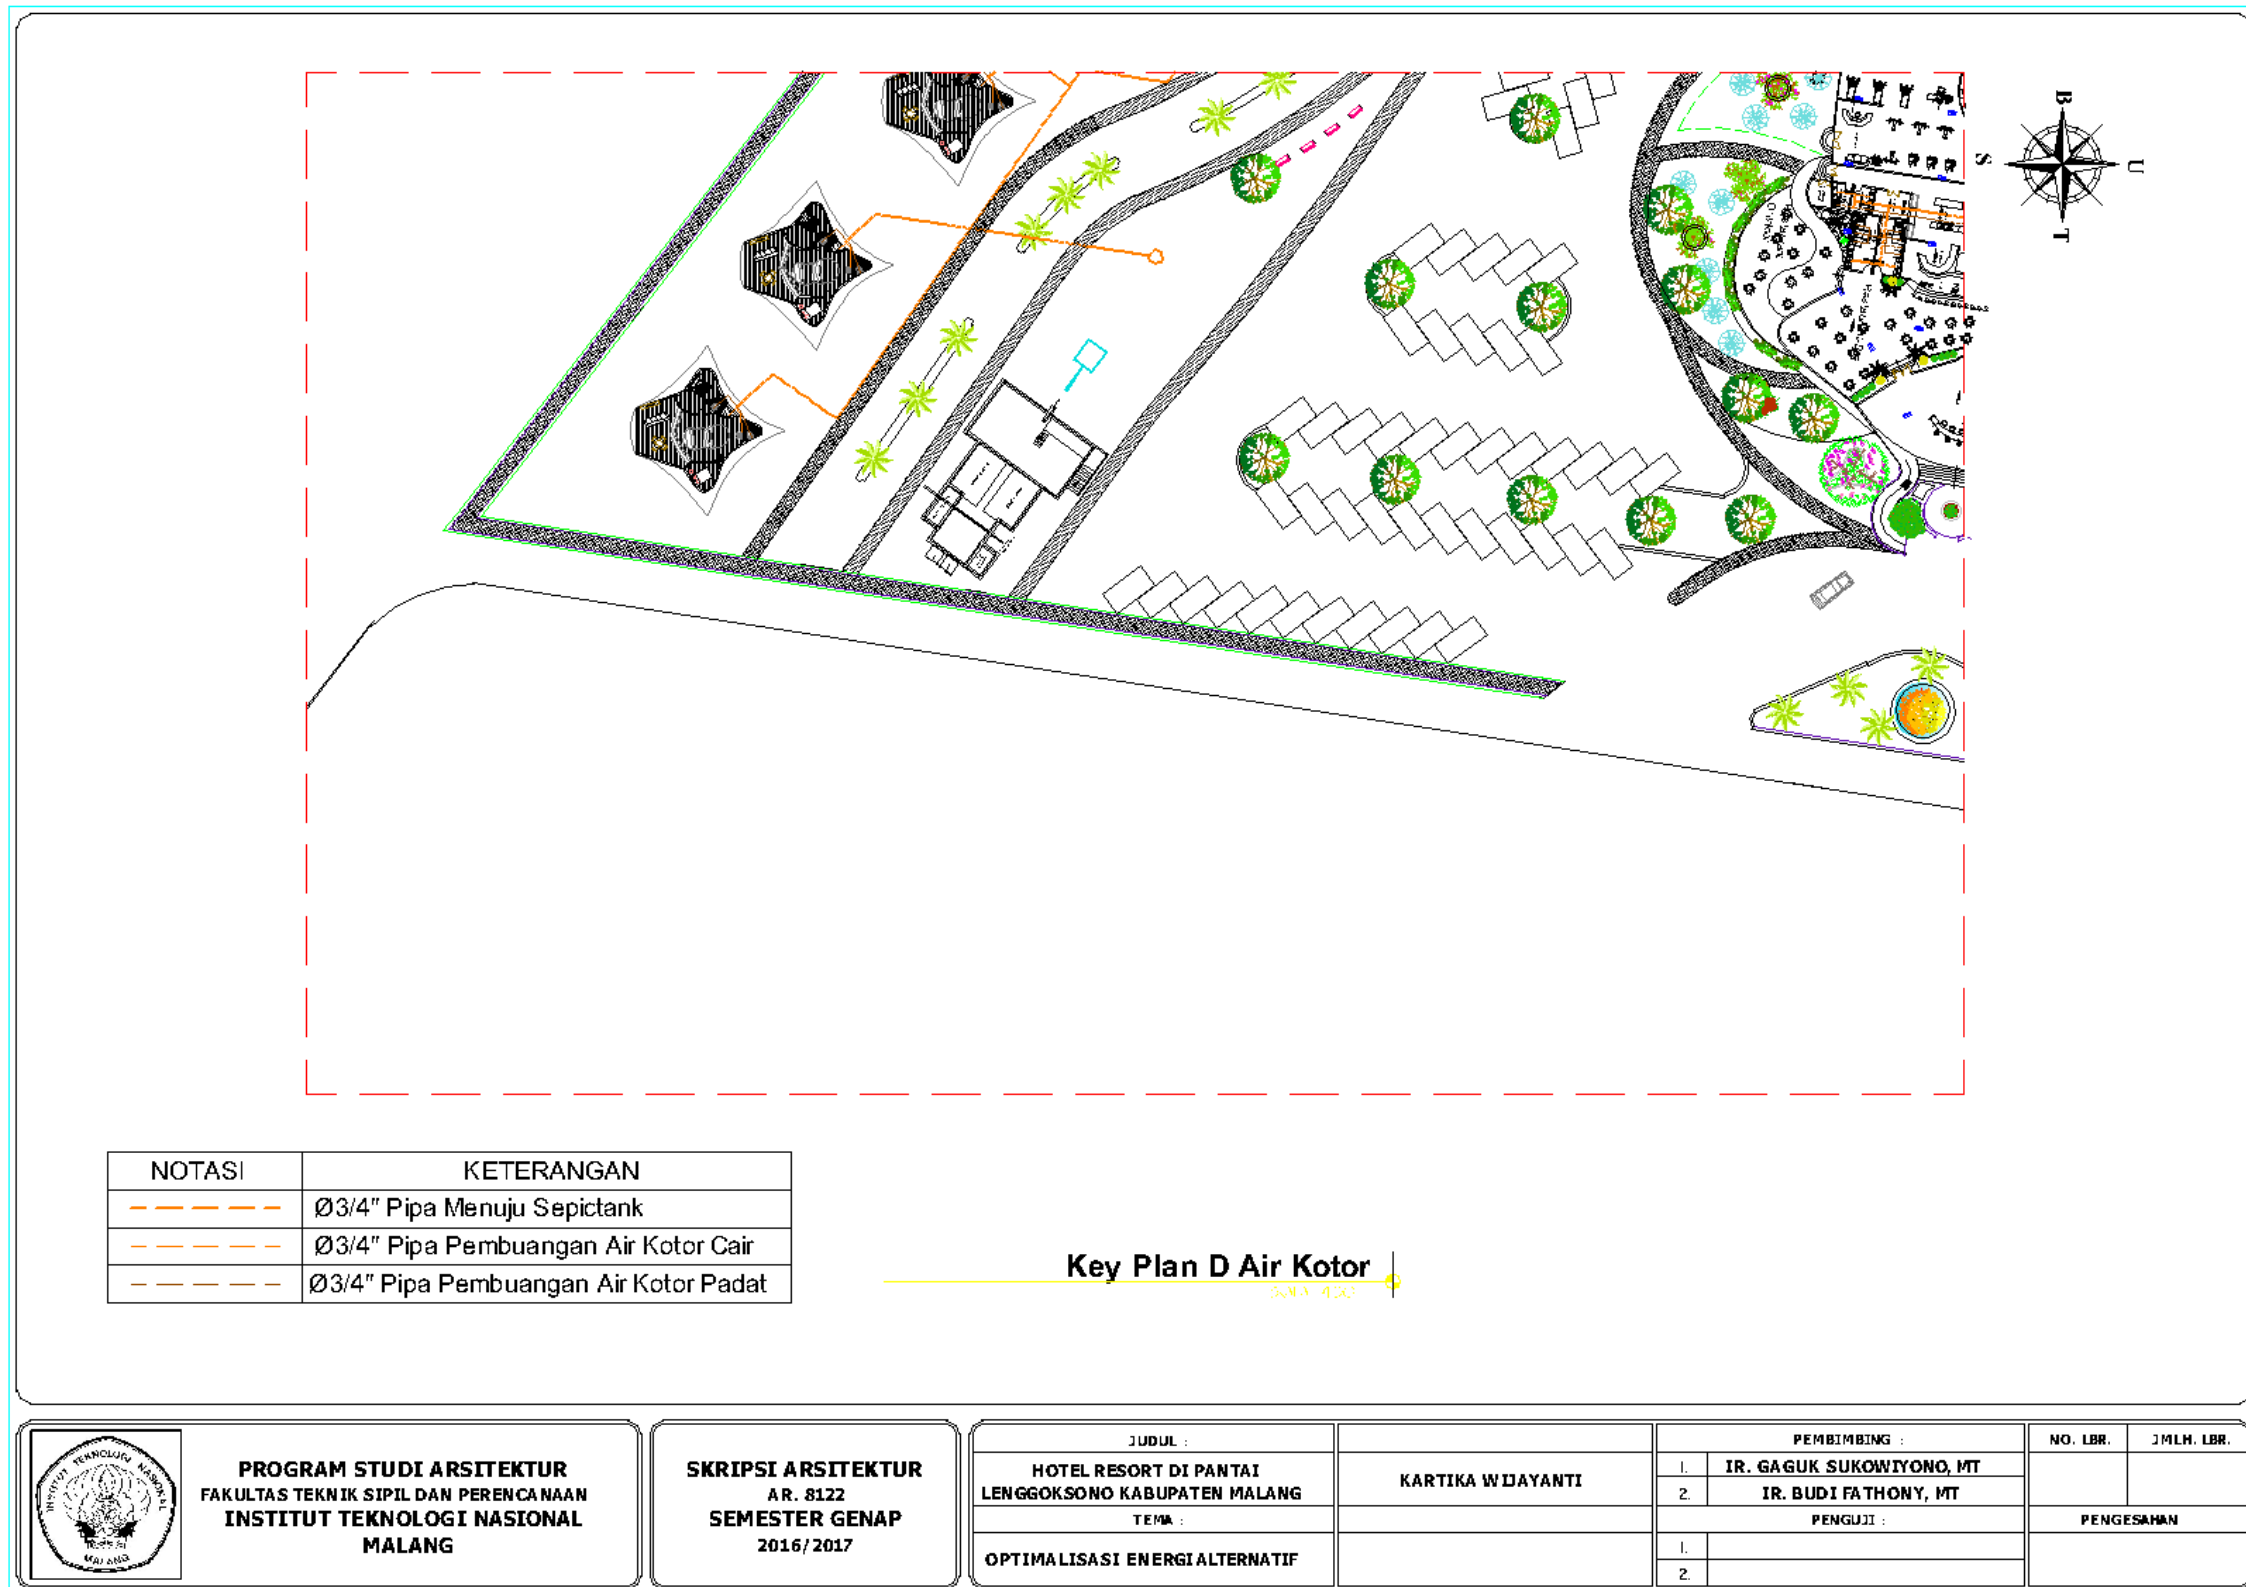 B
U
S
T
NOTASI
KETERANGAN
Ø3/4" Pipa Menuju Sepictank
Ø3/4" Pipa Pembuangan Air Kotor Cair
Ø3/4" Pipa Pembuangan Air Kotor Padat
Key Plan D Air Kotor
INSTITUT TEKNOLOGI NASIONAL
MALANG
PROGRAM STUDI ARSITEKTUR
FAKULTAS TEKNIK SIPIL DAN PERENCANAAN
INSTITUT TEKNOLOGI NASIONAL
MALANG
SKRIPSI ARSITEKTUR
AR. 8122
SEMESTER GENAP
2016/2017
JUDUL :
HOTEL RESORT DI PANTAI
LENGGOKSONO KABUPATEN MALANG
TEMA :
OPTIMALISASI ENERGI ALTERNATIF
KARTIKA WIJAYANTI
PEMBIMBING :
1. IR. GAGUK SUKOWIYONO, MT
2. IR. BUDI FATHONY, MT
PENGUJI :
1.
2.
NO. LBR.
JMLH. LBR.
PENGESAHAN